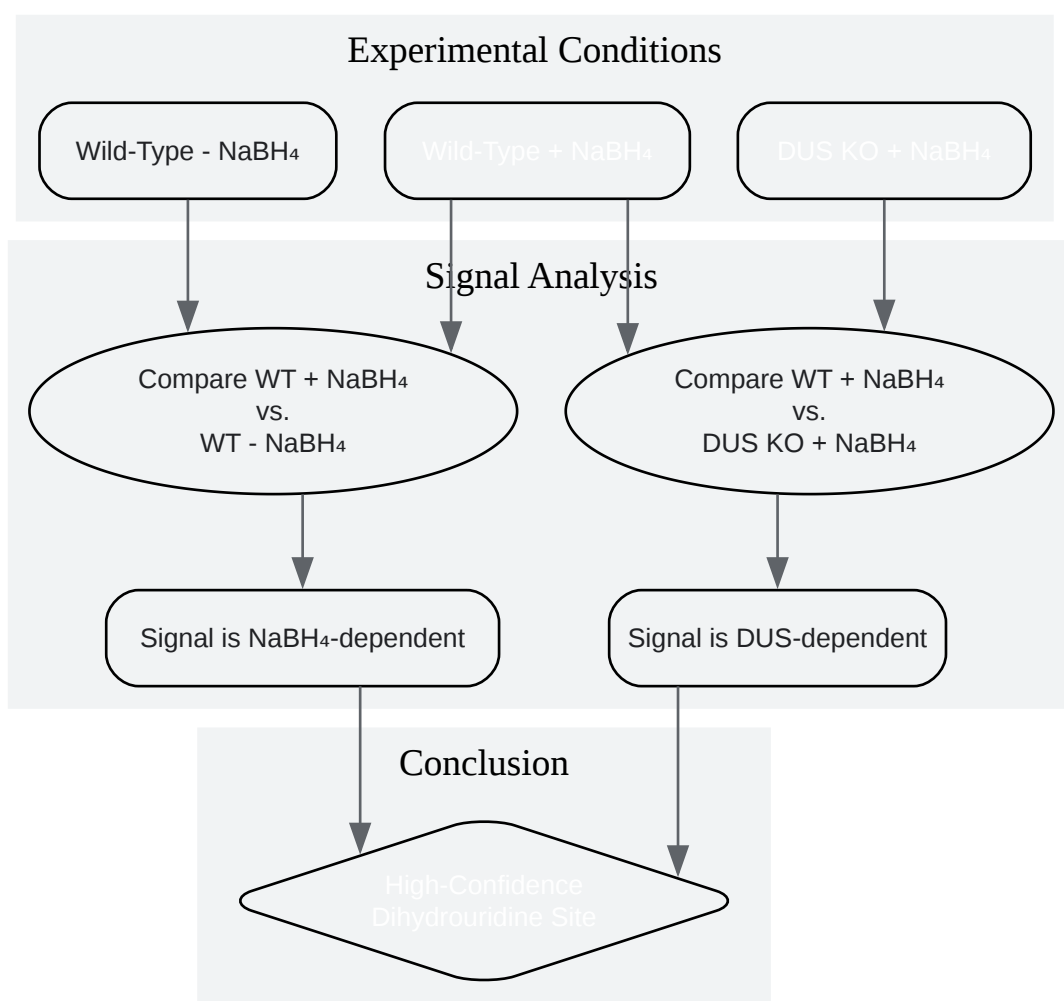 Experimental Conditions
Wild-Type - NaBH₄
Wild-Type + NaBH₄
DUS KO + NaBH₄
Signal Analysis
Compare WT + NaBH₄
vs.
WT - NaBH₄
Compare WT + NaBH₄
vs.
DUS KO + NaBH₄
Signal is NaBH₄-dependent
Signal is DUS-dependent
Conclusion
High-Confidence
Dihydrouridine Site